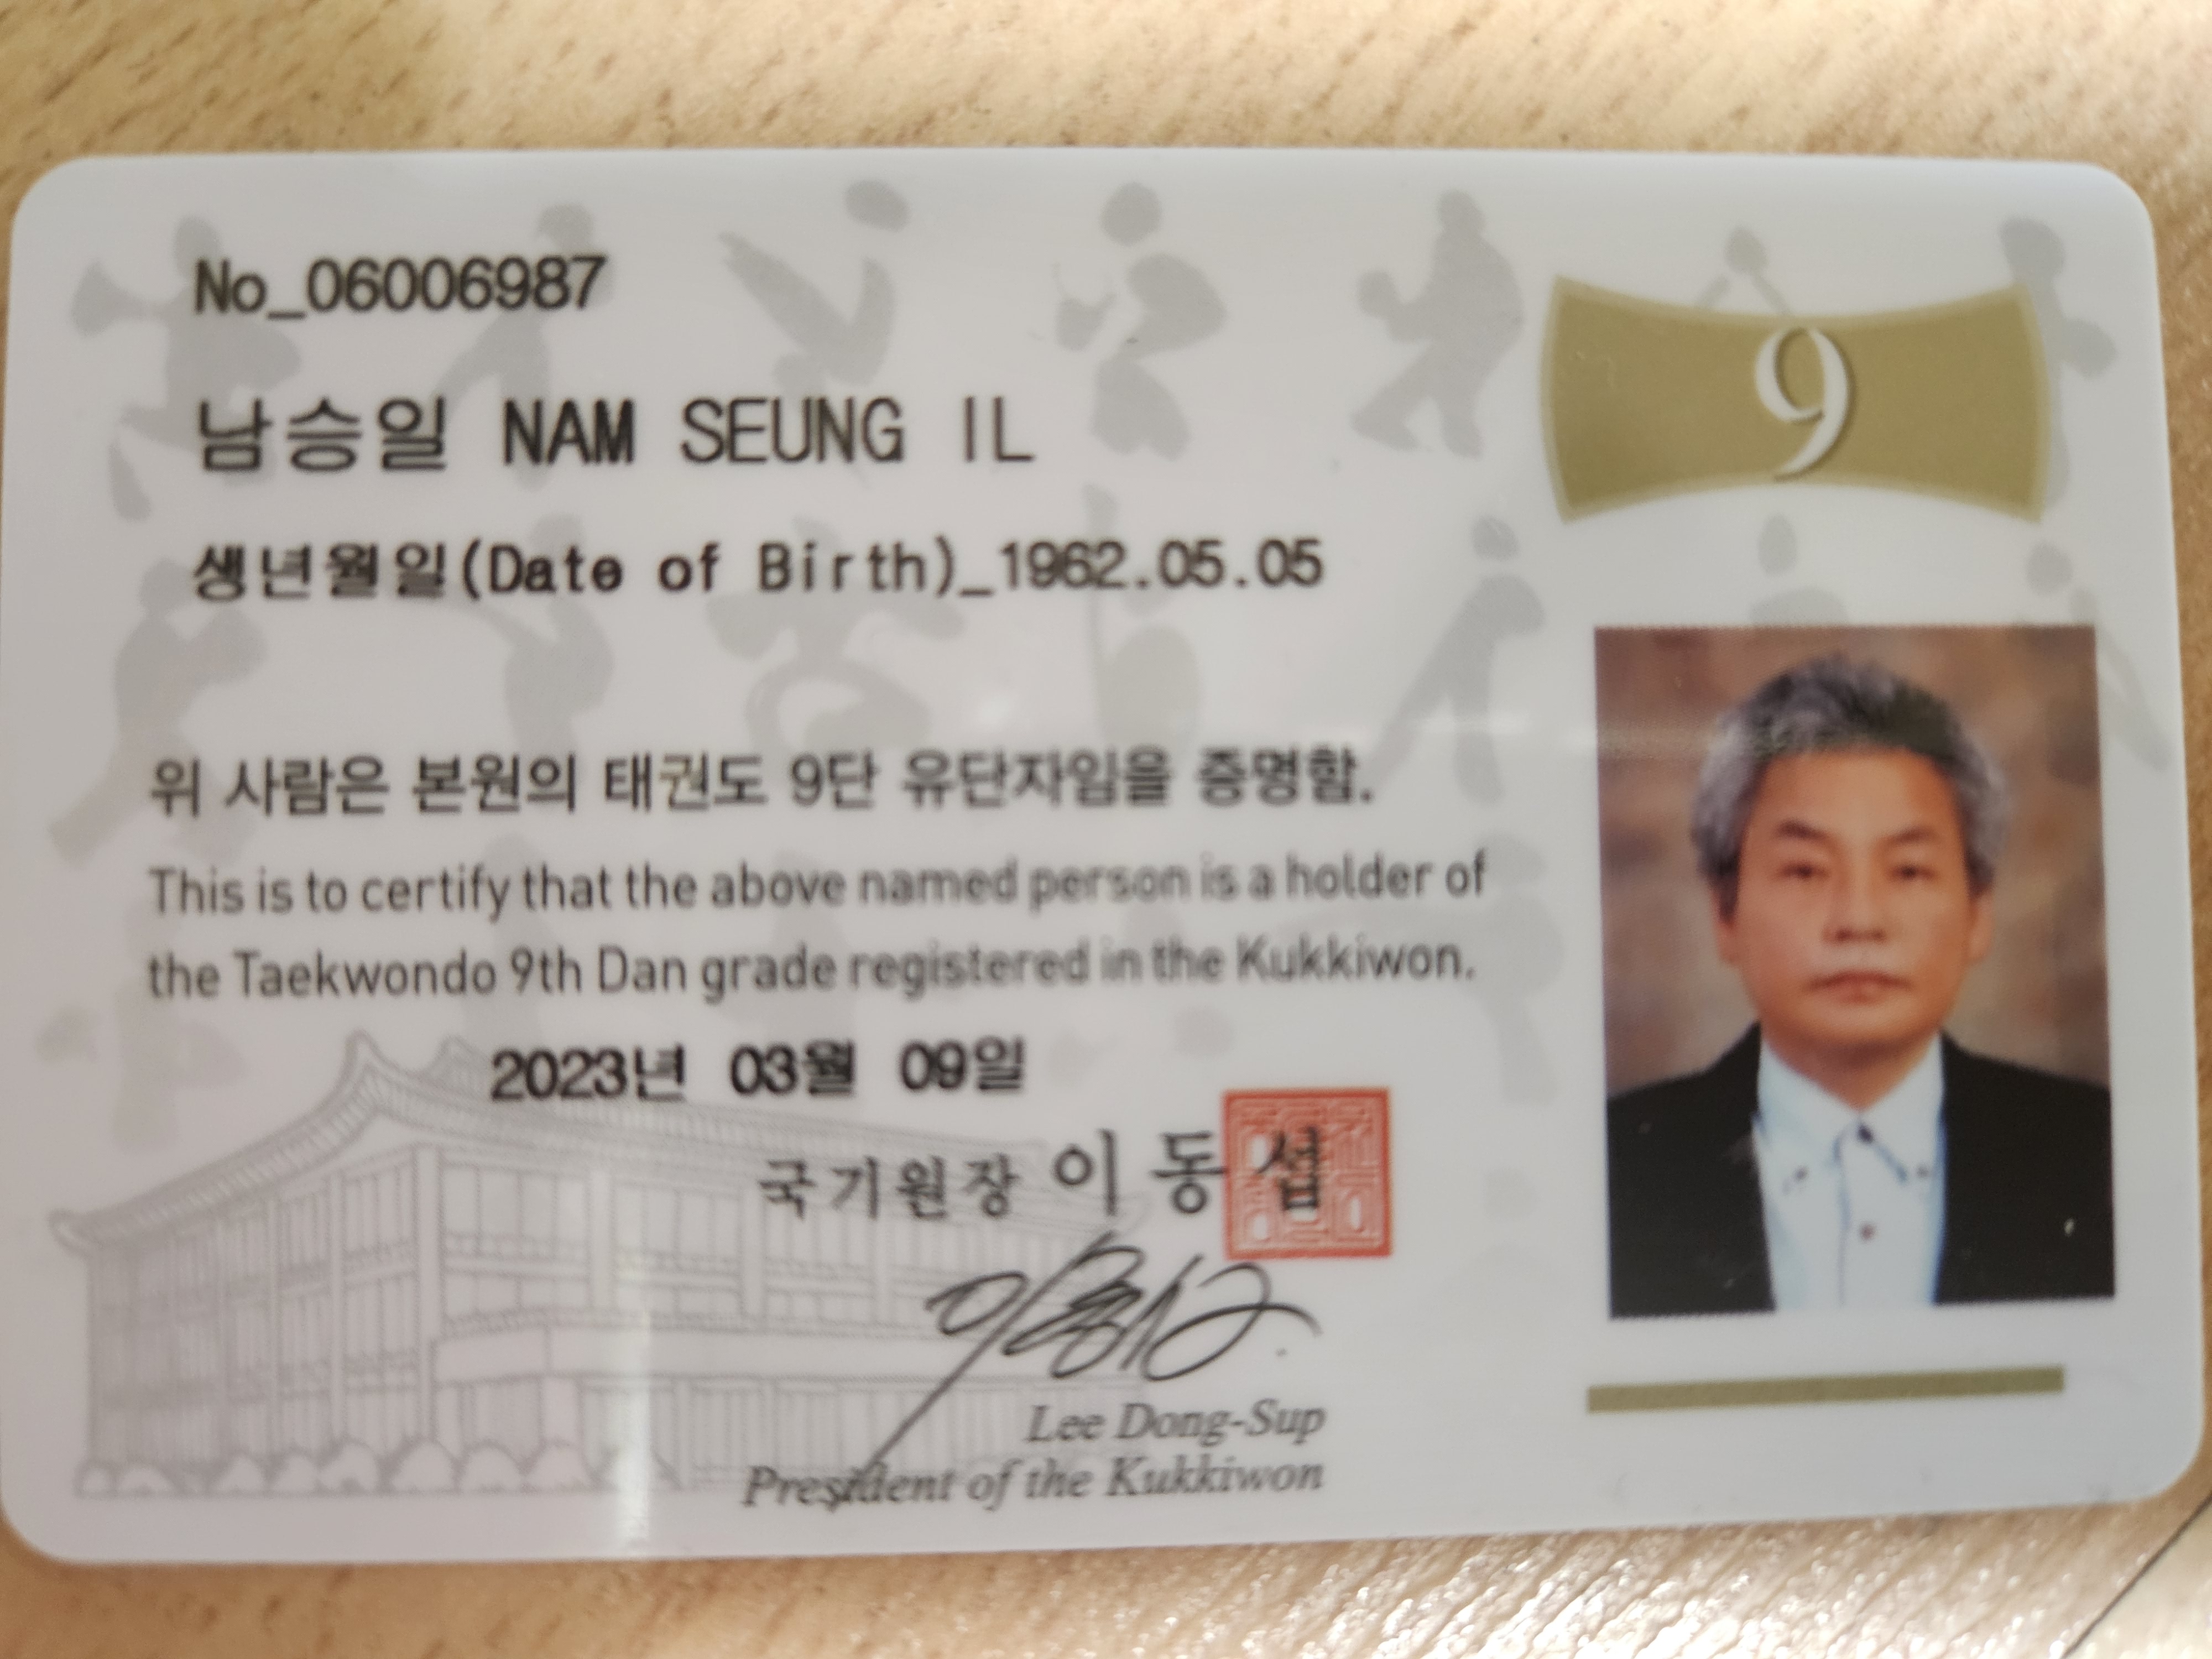 No_06006987
9
남승일 NAM SEUNG IL
생년월일(Date of Birth)_1962.05.05
위 사람은 본원의 태권도 9단 유단자임을 증명함.
This is to certify that the above named person is a holder of
the Taekwondo 9th Dan grade registered in the Kukkiwon.
2023년 03월 09일
국기원장 이동섭
Lee Dong-Sup
President of the Kukkiwon